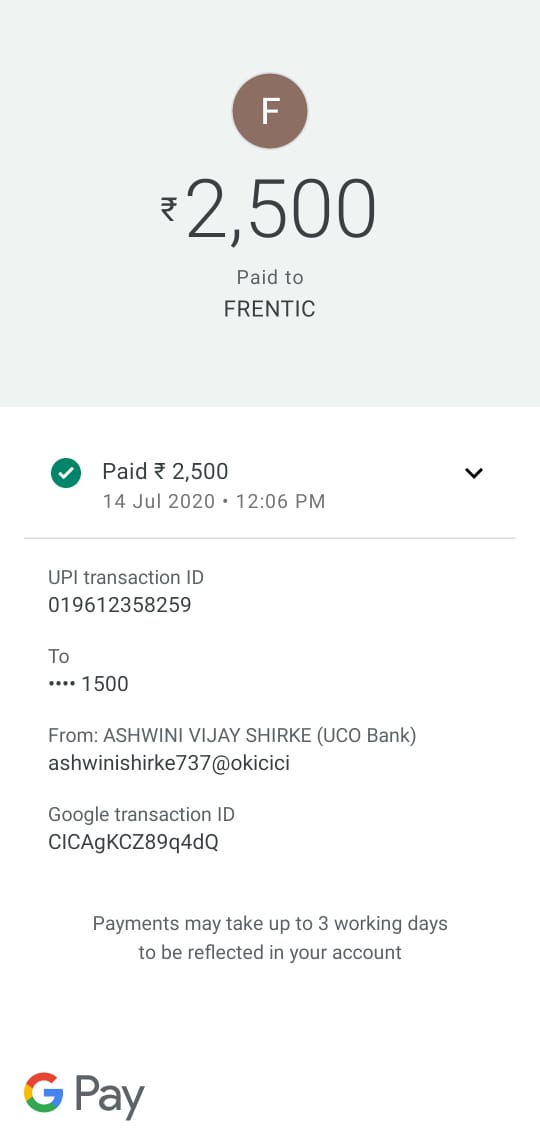 F
₹2,500
Paid to
FRENTIC
Paid ₹ 2,500
14 Jul 2020 • 12:06 PM
UPI transaction ID
019612358259
To
•••• 1500
From: ASHWINI VIJAY SHIRKE (UCO Bank)
ashwinishirke737@okicici
Google transaction ID
CICAgKCZ89q4dQ
Payments may take up to 3 working days
to be reflected in your account
G Pay